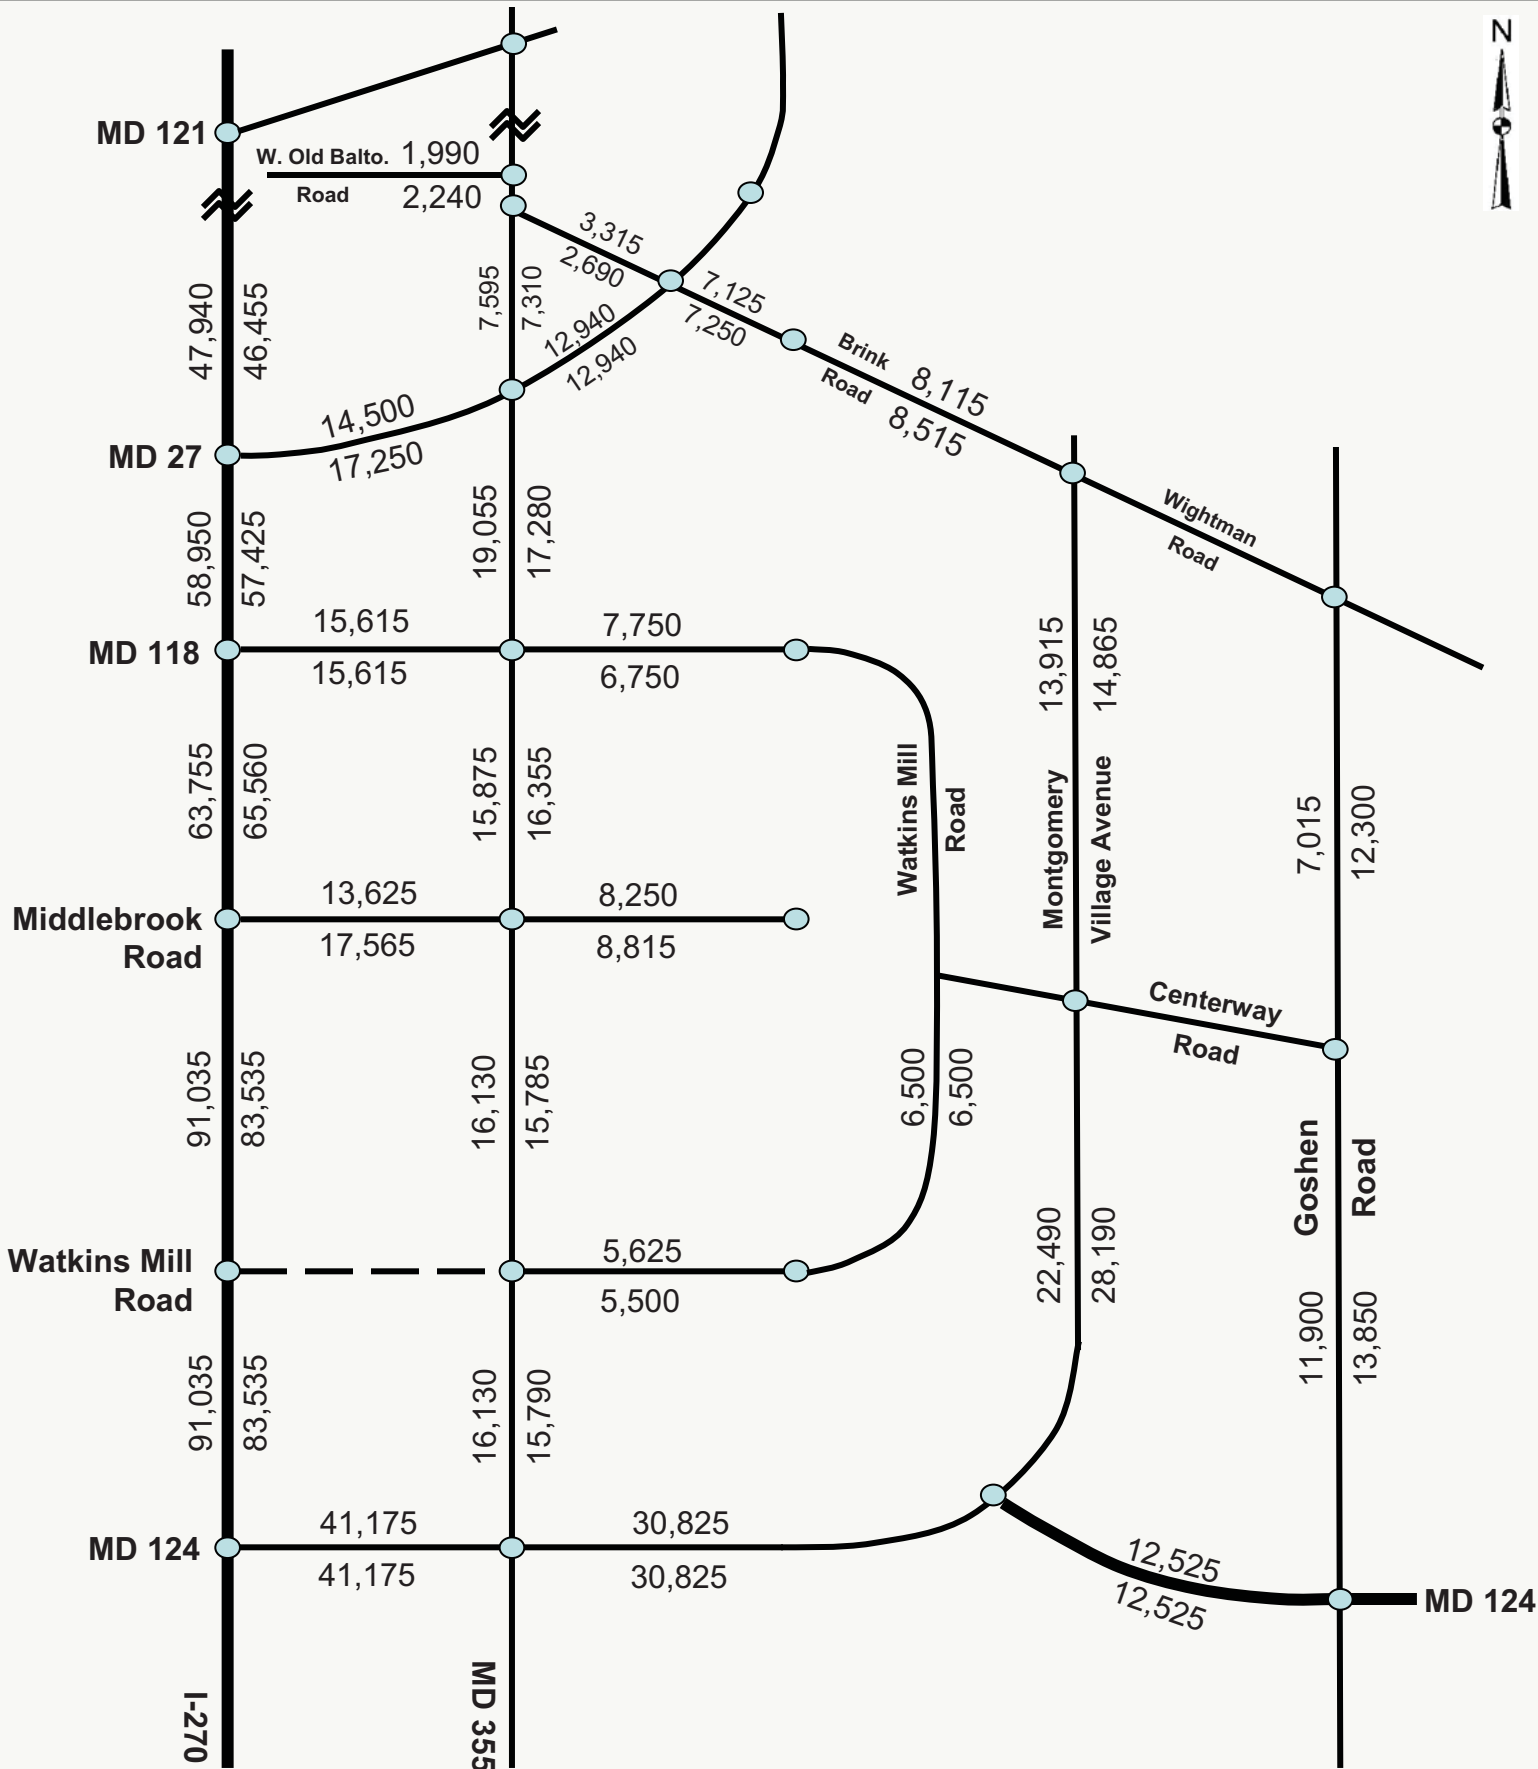 N
MD 121
W. Old Balto. 1,990
Road 2,240
3,315
2,690
7,595
7,310
7,125
7,250
12,940
12,940
47,940
46,455
Brink
Road
8,115
8,515
14,500
17,250
MD 27
19,055
17,280
58,950
57,425
Wightman
Road
15,615
15,615
7,750
6,750
MD 118
13,915
14,865
63,755
65,560
15,875
16,355
Watkins Mill
Road
Montgomery
Village Avenue
7,015
12,300
Middlebrook
Road
13,625
17,565
8,250
8,815
Centerway
Road
91,035
83,535
16,130
15,785
6,500
6,500
Goshen
Road
22,490
28,190
Watkins Mill
Road
5,625
5,500
11,900
13,850
91,035
83,535
16,130
15,790
MD 124
41,175
41,175
30,825
30,825
12,525
12,525
MD 124
I-270
MD 355